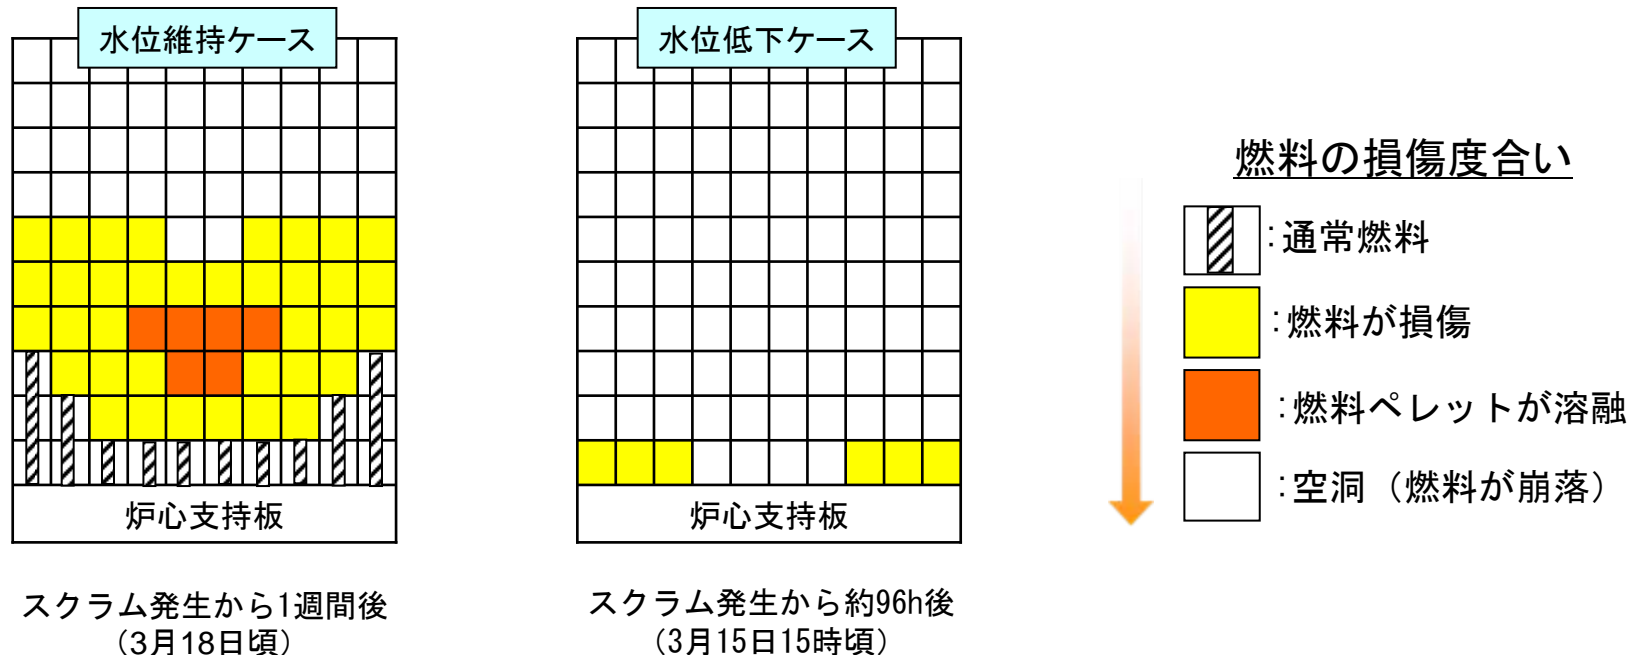 水位維持ケース
炉心支持板
スクラム発生から1週間後
（3月18日頃）
水位低下ケース
炉心支持板
スクラム発生から約96h後
（3月15日15時頃）
燃料の損傷度合い
：通常燃料
：燃料が損傷
：燃料ペレットが溶融
：空洞（燃料が崩落）